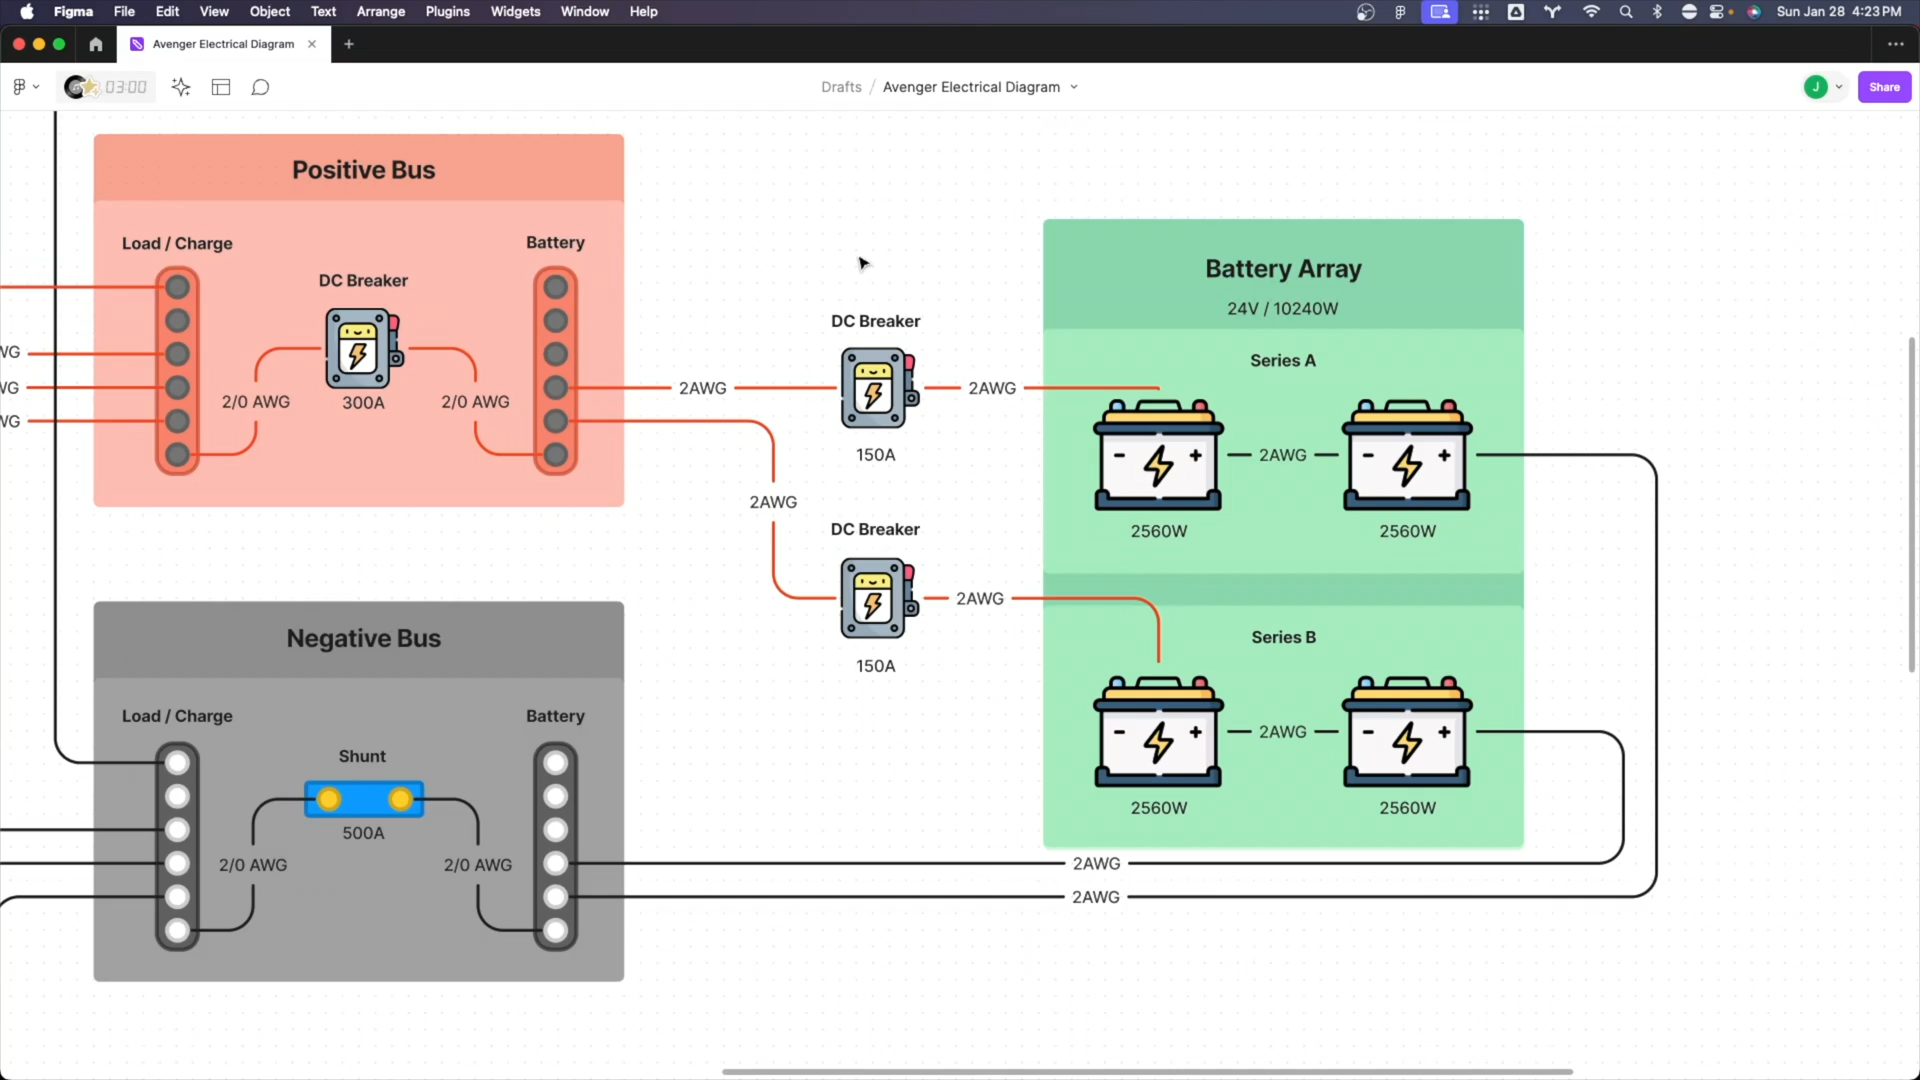 Figma File Edit View Object Text Arrange Plugins Widgets Window Help
Sun Jan 28 4:23 PM
Avenger Electrical Diagram
03:00
Drafts / Avenger Electrical Diagram
J
Share
Positive Bus
Load / Charge
Battery
DC Breaker
2/0 AWG
300A
2/0 AWG
WG
WG
WG
2AWG
2AWG
DC Breaker
150A
2AWG
DC Breaker
150A
2AWG
Battery Array
24V / 10240W
Series A
- +
2AWG
- +
2560W
2560W
Series B
- +
2AWG
- +
2560W
2560W
Negative Bus
Load / Charge
Battery
Shunt
500A
2/0 AWG
2/0 AWG
2AWG
2AWG